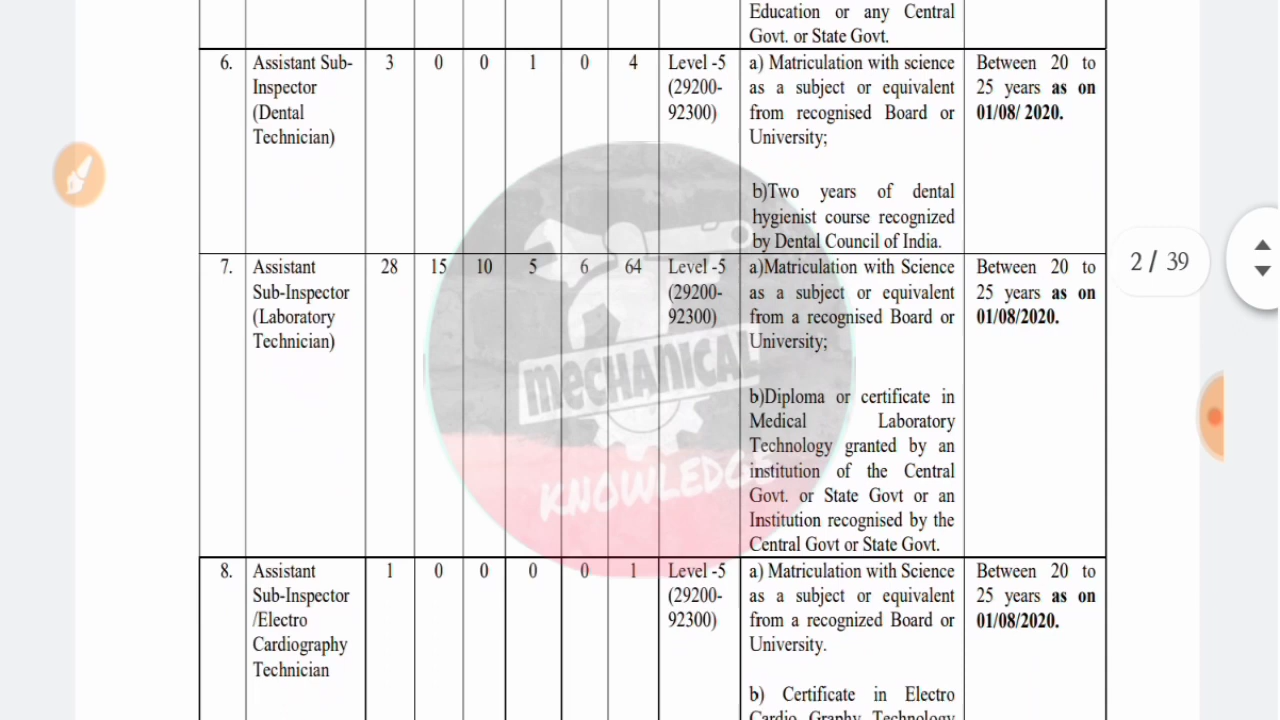 Education or any Central
Govt. or State Govt.
6. Assistant Sub- 3 0 0 1 0 4 Level -5 a) Matriculation with science Between 20 to
Inspector (29200- as a subject or equivalent 25 years as on
(Dental 92300) from recognised Board or 01/08/ 2020.
Technician) University;
b)Two years of dental
hygienist course recognized
by Dental Council of India.
7. Assistant 28 15 10 5 6 64 Level -5 a)Matriculation with Science Between 20 to
Sub-Inspector (29200- as a subject or equivalent 25 years as on
(Laboratory 92300) from a recognised Board or 01/08/2020.
Technician) University;
b)Diploma or certificate in
Medical Laboratory
Technology granted by an
institution of the Central
Govt. or State Govt or an
Institution recognised by the
Central Govt or State Govt.
8. Assistant 1 0 0 0 0 1 Level -5 a) Matriculation with Science Between 20 to
Sub-Inspector (29200- as a subject or equivalent 25 years as on
/Electro 92300) from a recognized Board or 01/08/2020.
Cardiography University.
Technician
b) Certificate in Electro
Cardio Graphy Technology
2 / 39
MECHANICAL
KNOWLEDGE